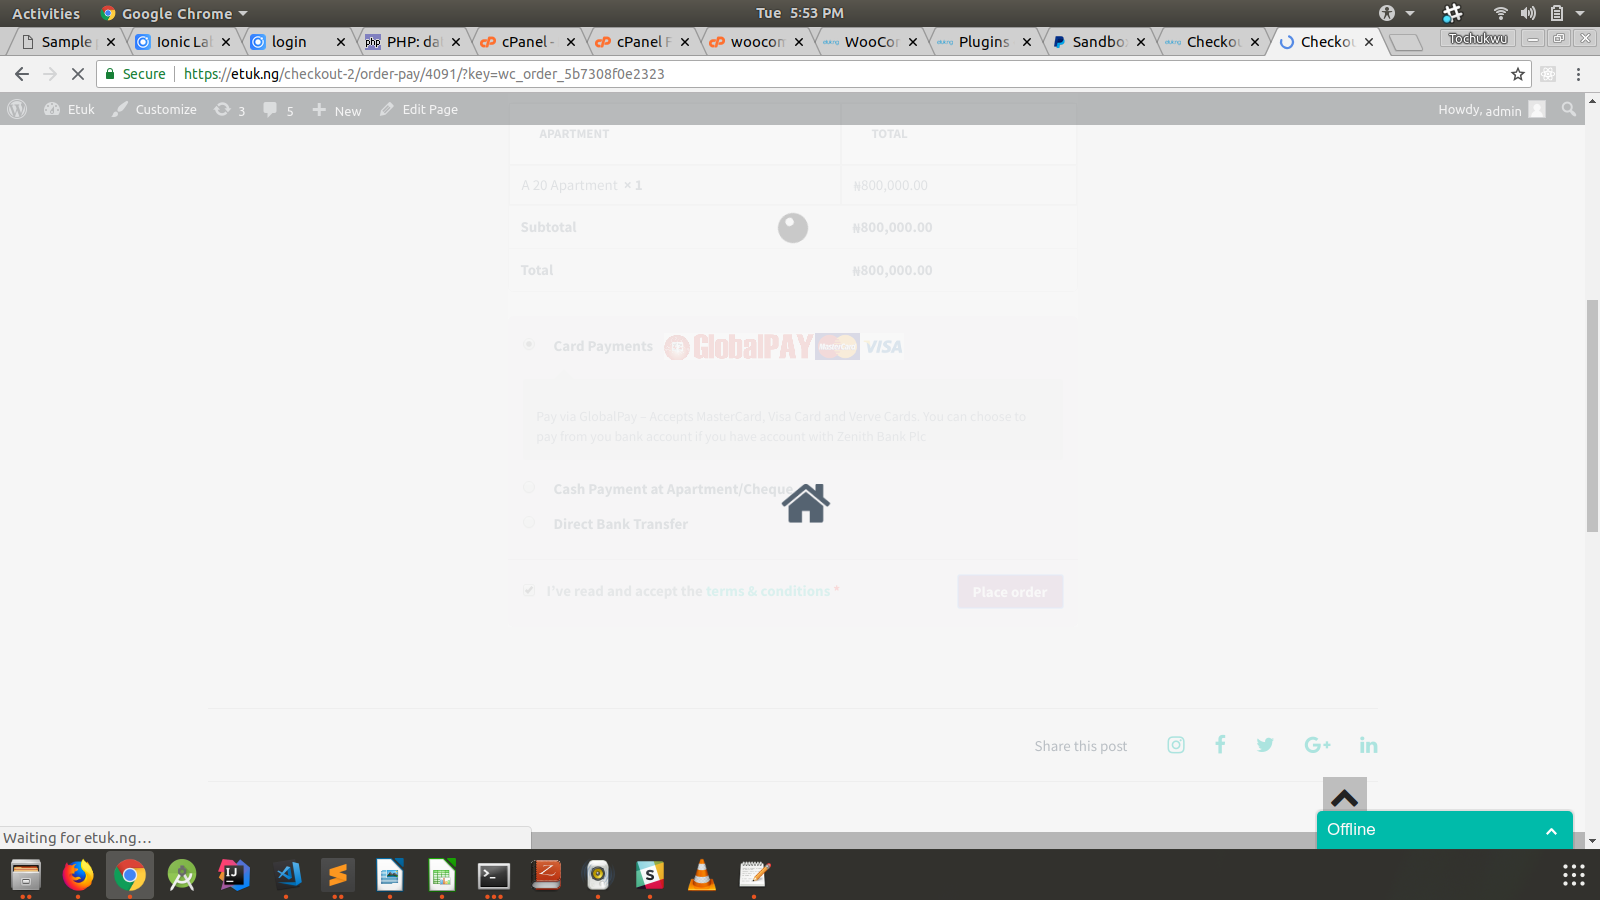 Activities
Google Chrome
Tue 5:53 PM
Sample
Ionic La
login
PHP: dat
cPanel -
cPanel F
woocom
WooCor
Plugins
Sandbo
Checkou
Checkou
Tochukwu
Secure
https://etuk.ng/checkout-2/order-pay/4091/?key=wc_order_5b7308f0e2323
Etuk
Customize
3
5
New
Edit Page
Howdy, admin
APARTMENT
TOTAL
A 20 Apartment × 1
₦800,000.00
Subtotal
₦800,000.00
Total
₦800,000.00
Card Payments
GlobalPAY
MasterCard
VISA
Pay via GlobalPay – Accepts MasterCard, Visa Card and Verve Cards. You can choose to
pay from you bank account if you have account with Zenith Bank Plc
Cash Payment at Apartment/Cheque
Direct Bank Transfer
I've read and accept the terms & conditions *
Place order
Share this post
Offline
Waiting for etuk.ng...